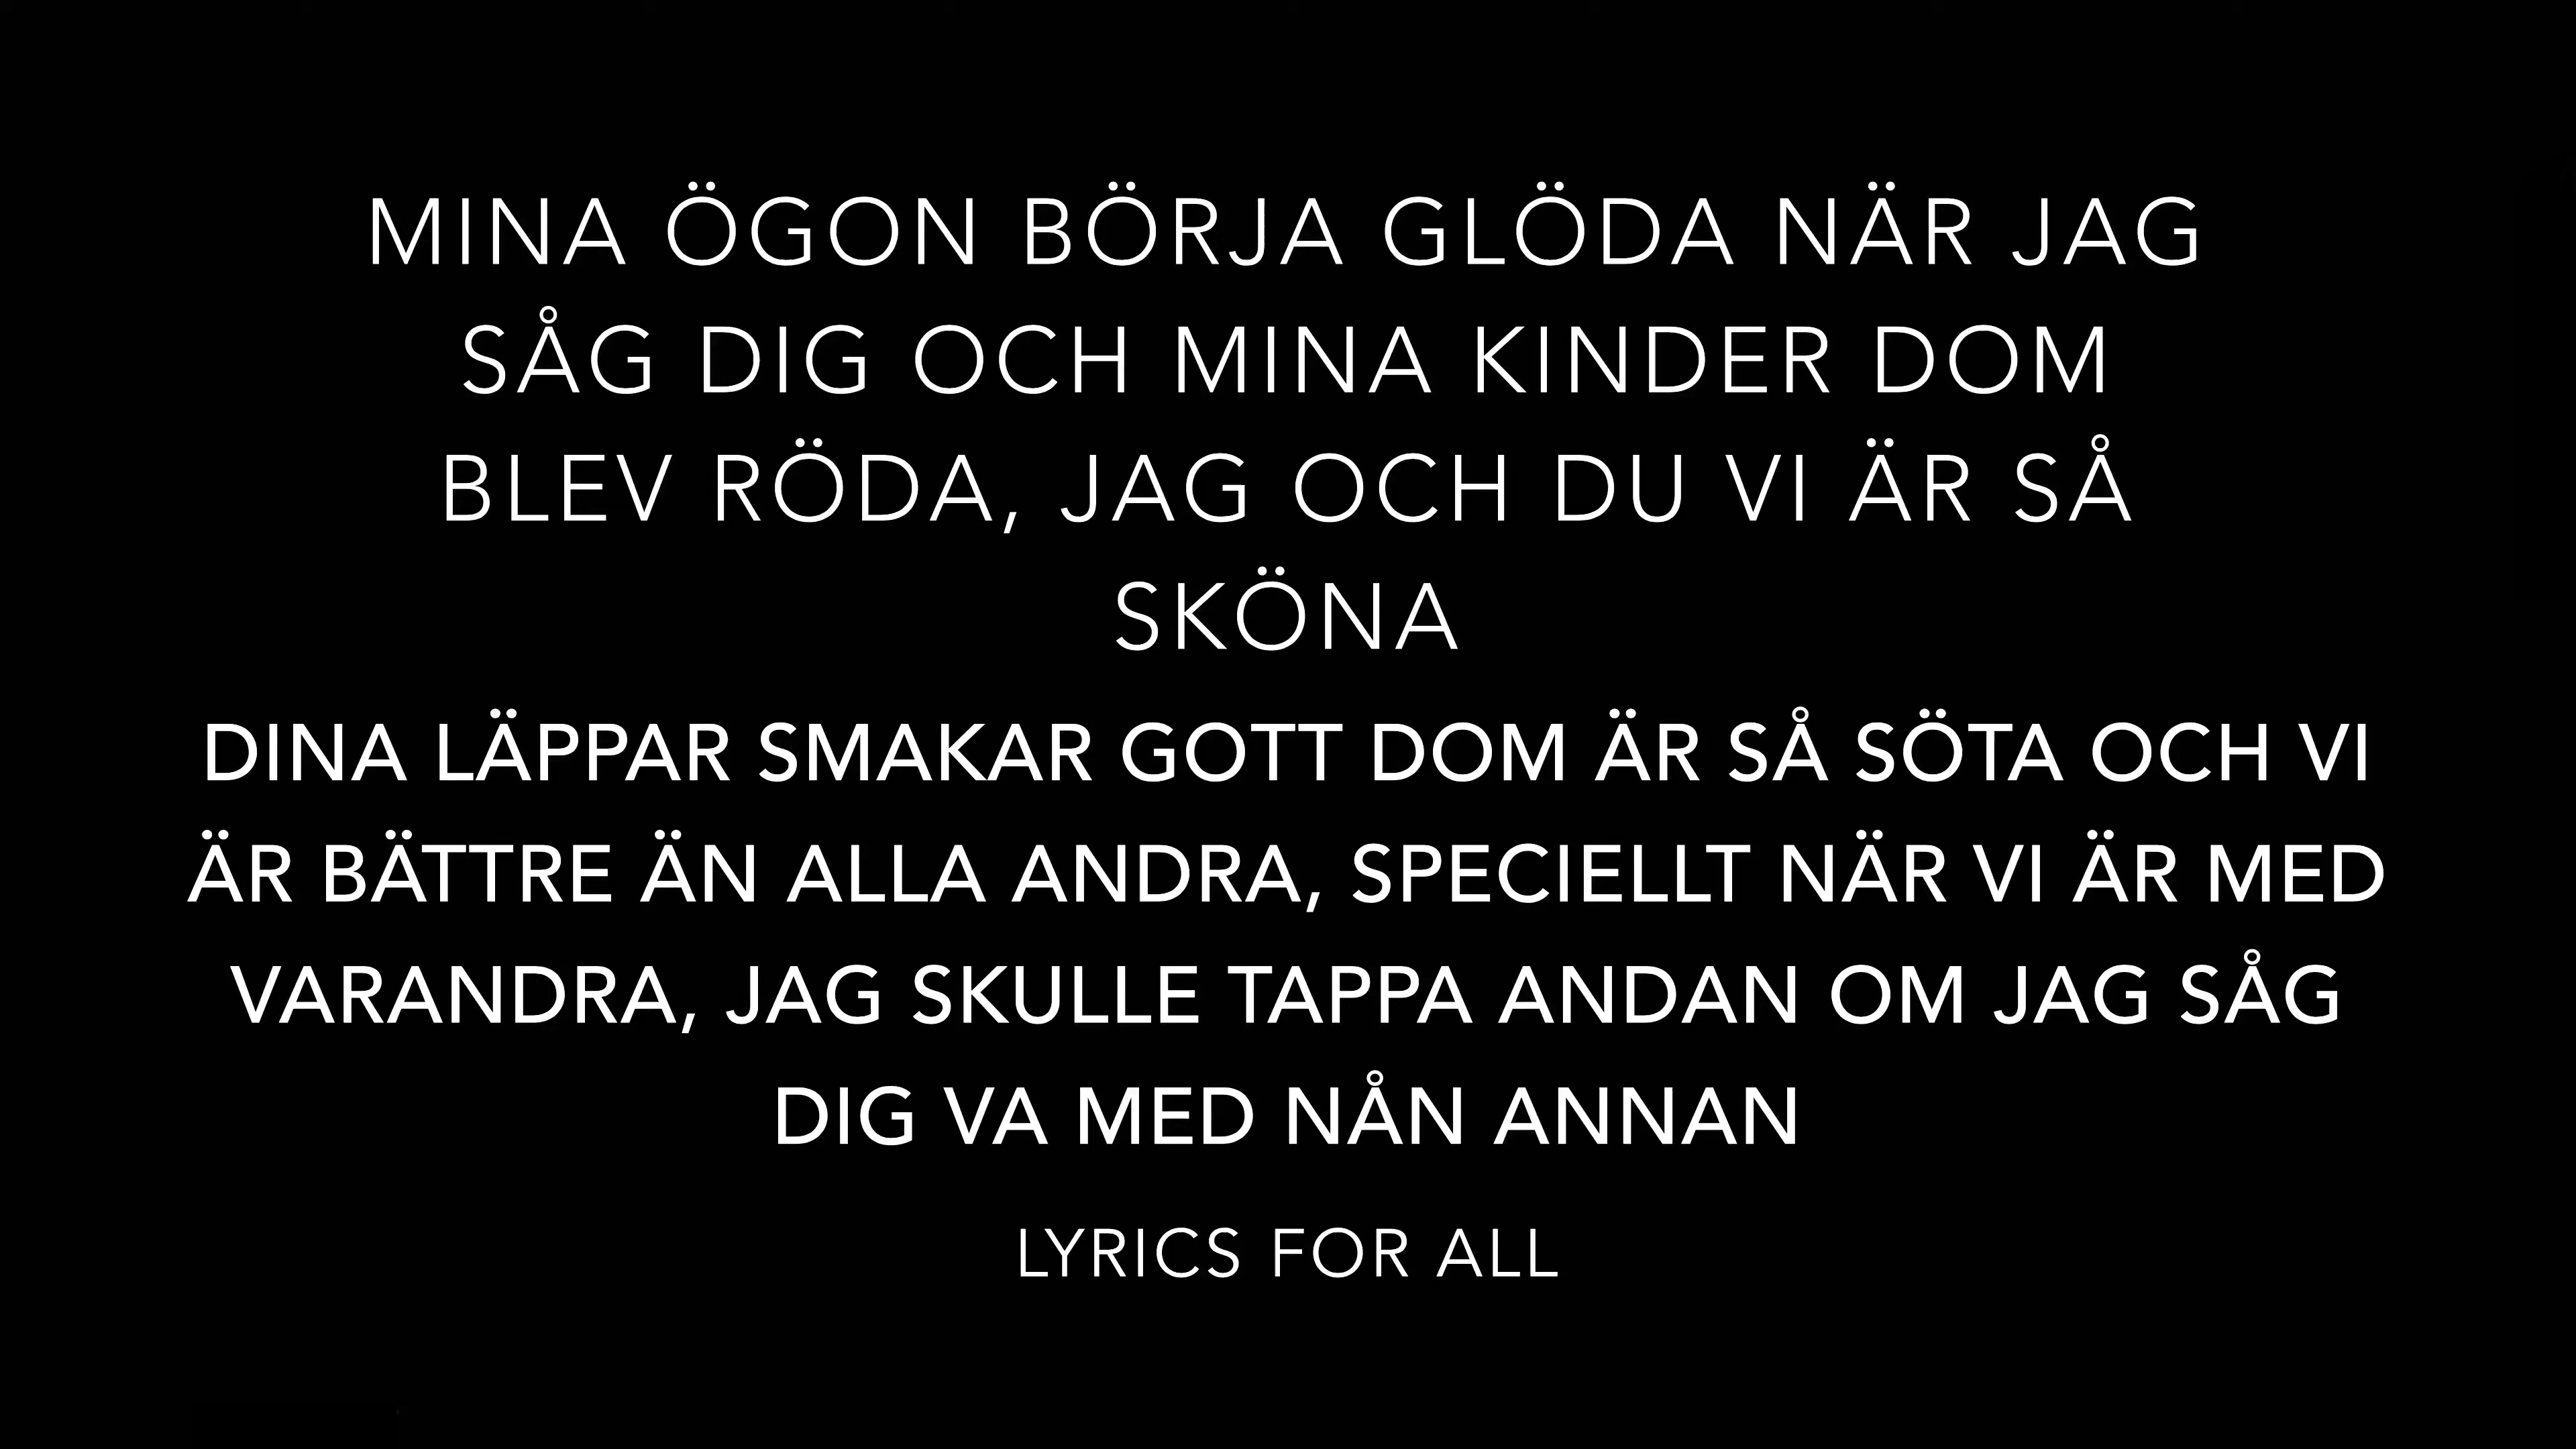 MINA ÖGON BÖRJA GLÖDA NÄR JAG
SÅG DIG OCH MINA KINDER DOM
BLEV RÖDA, JAG OCH DU VI ÄR SÅ
SKÖNA
DINA LÄPPAR SMAKAR GOTT DOM ÄR SÅ SÖTA OCH VI
ÄR BÄTTRE ÄN ALLA ANDRA, SPECIELLT NÄR VI ÄR MED
VARANDRA, JAG SKULLE TAPPA ANDAN OM JAG SÅG
DIG VA MED NÅN ANNAN
LYRICS FOR ALL